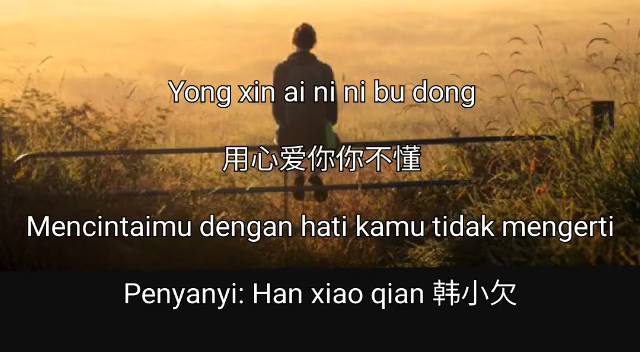 Yong xin ai ni ni bu dong
用心爱你你不懂
Mencintaimu dengan hati kamu tidak mengerti
Penyanyi: Han xiao qian 韩小欠